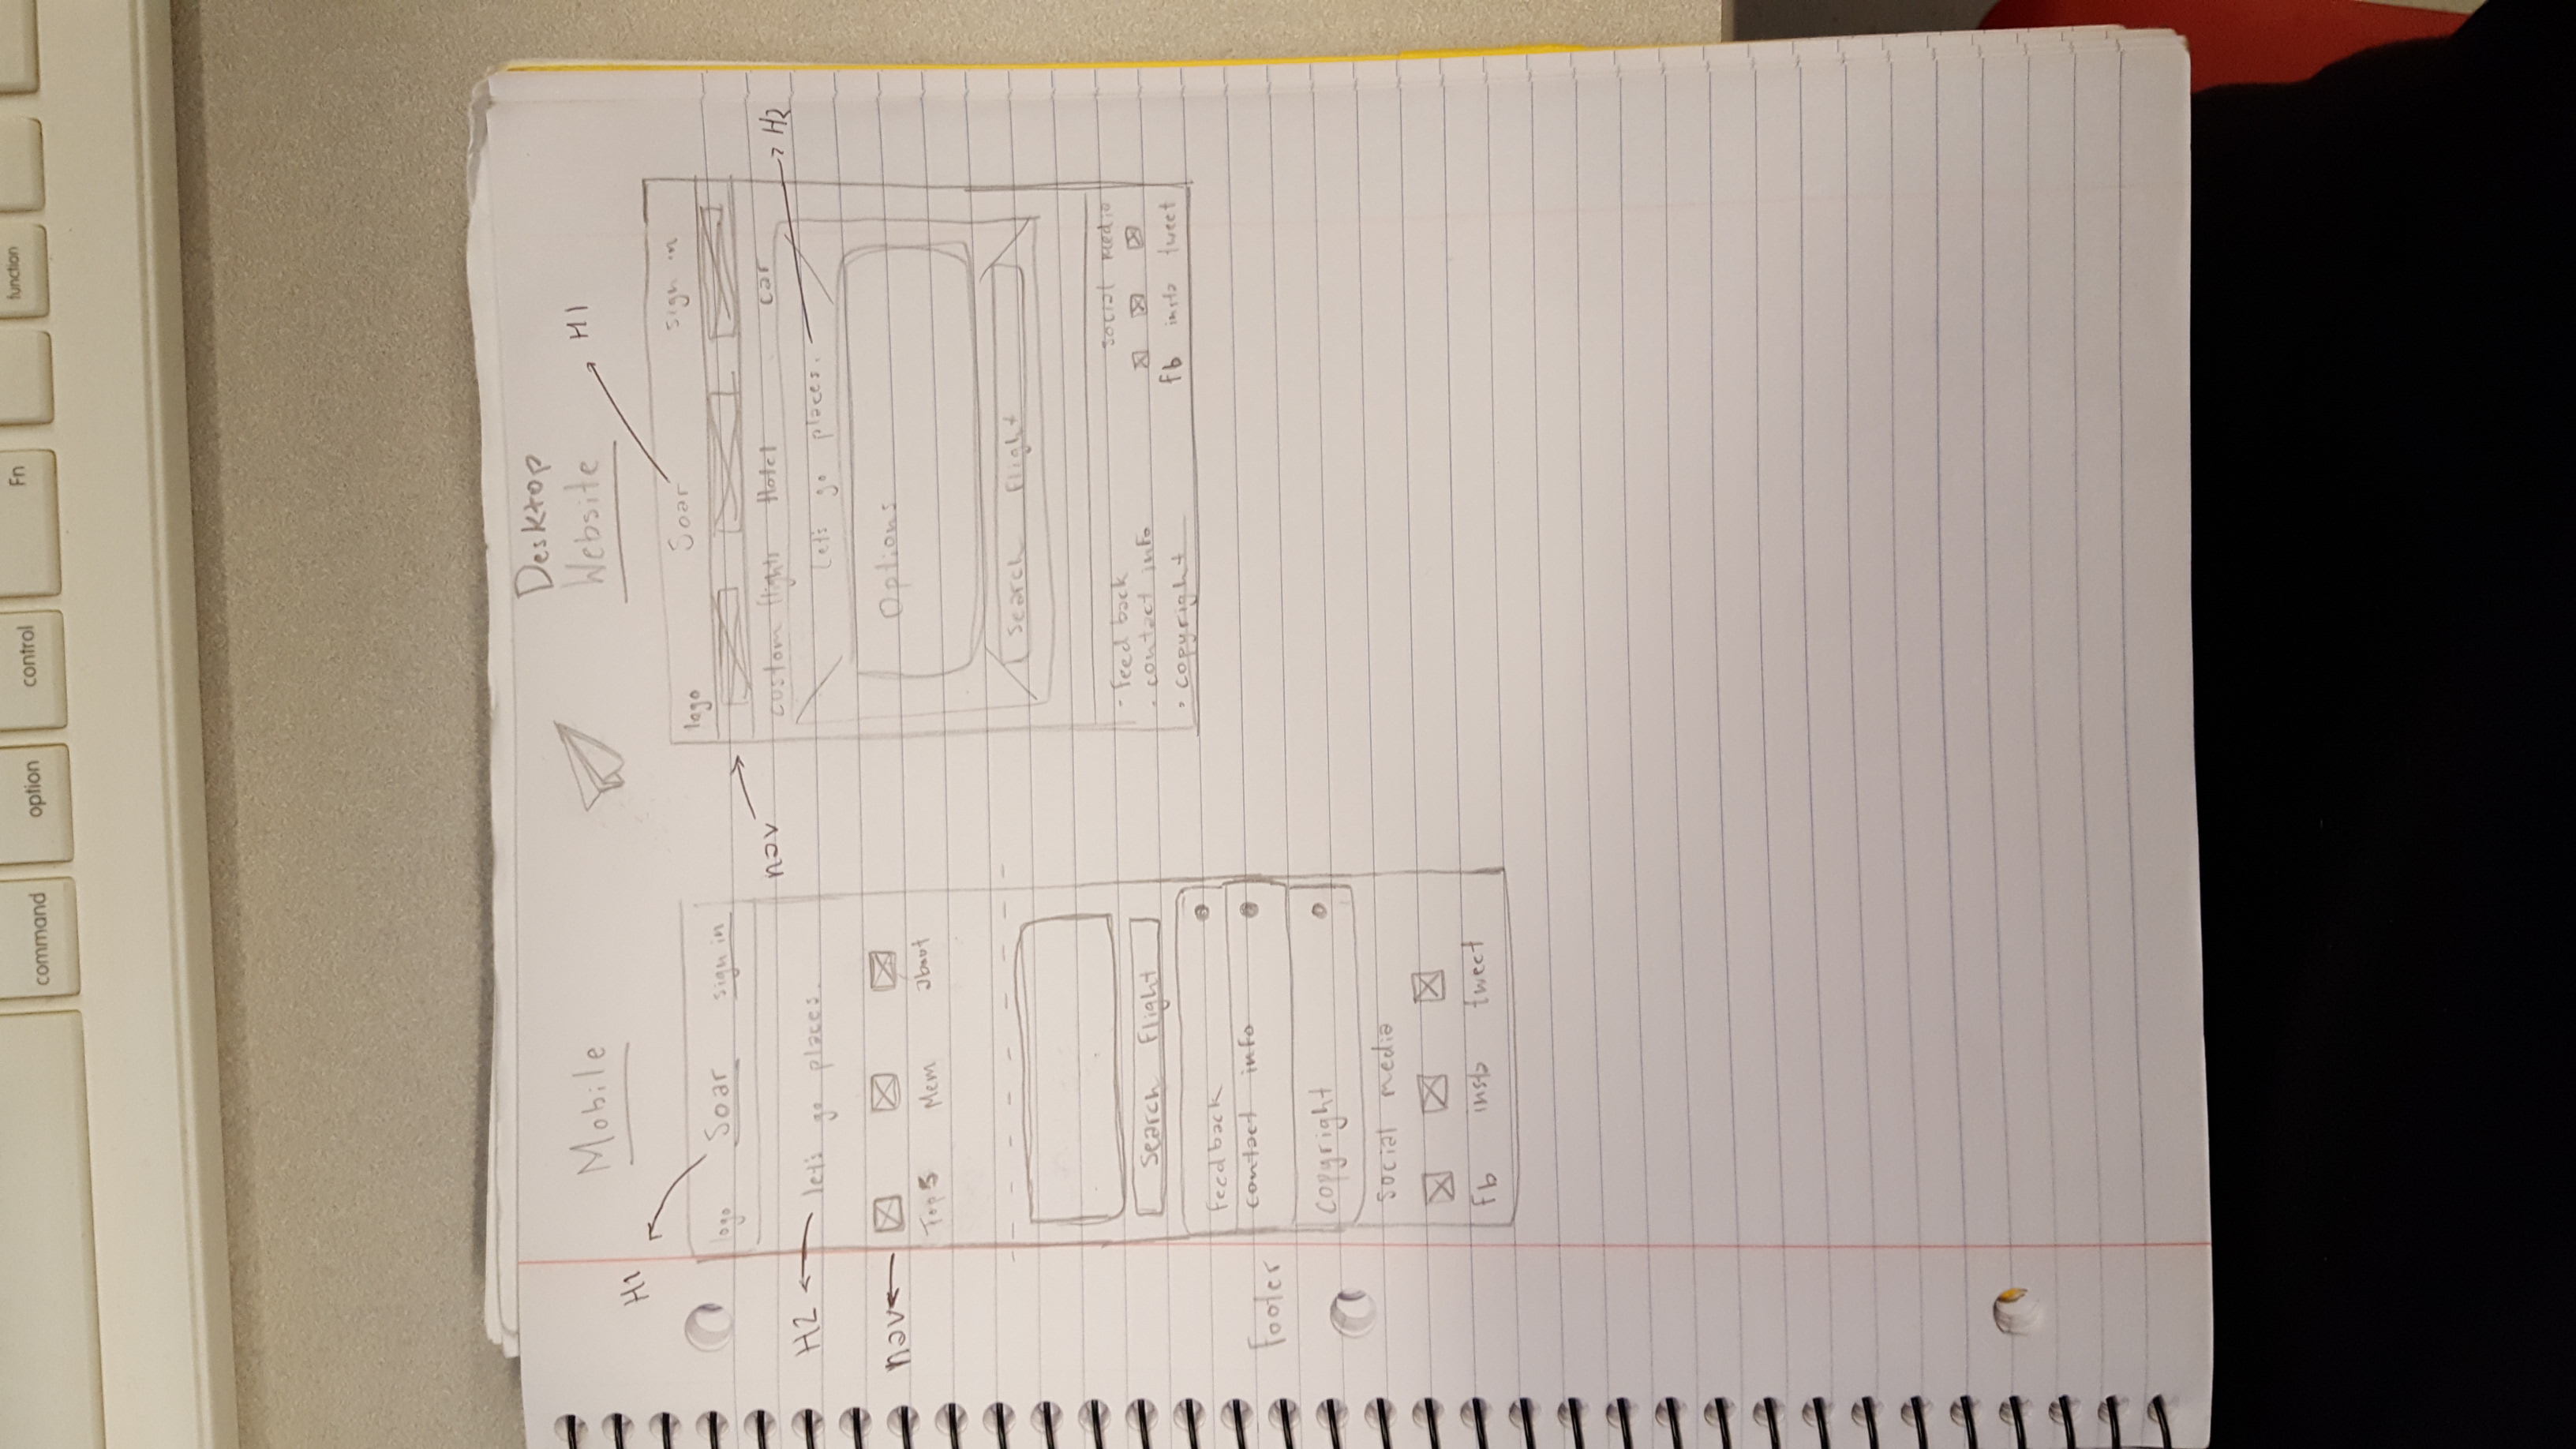 command option control Fn function
Mobile
Desktop
Website
H1
H1
logo Soar sign in
H2
let's go places.
nav
Top 5 Mem about
Search flight
Footer
feedback
contact info
copyright
social media
fb insta tweet
logo Soar sign in
nav
custom flights Hotel car
H2
Let's go places.
Options
Search flight
- feed back
• contact info
• copyright
social media
fb insta tweet